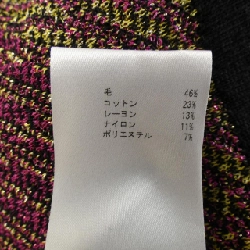 毛 46%
コットン 23%
レーヨン 13%
ナイロン 11%
ポリエステル 7%